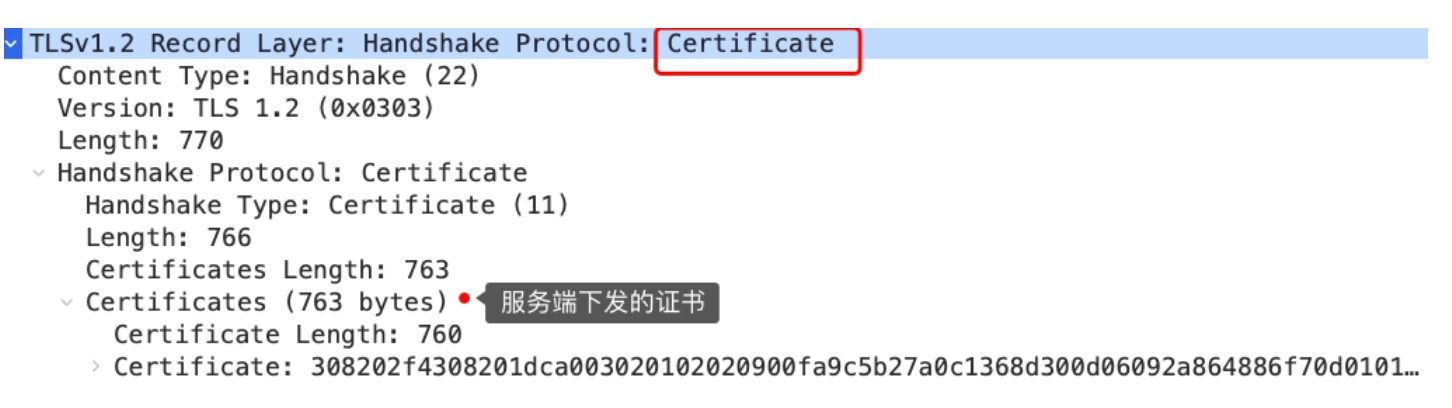 TLSv1.2 Record Layer: Handshake Protocol: Certificate
Content Type: Handshake (22)
Version: TLS 1.2 (0x0303)
Length: 770
Handshake Protocol: Certificate
Handshake Type: Certificate (11)
Length: 766
Certificates Length: 763
Certificates (763 bytes) 服务端下发的证书
Certificate Length: 760
Certificate: 308202f4308201dca003020102020900fa9c5b27a0c1368d300d06092a864886f70d0101…